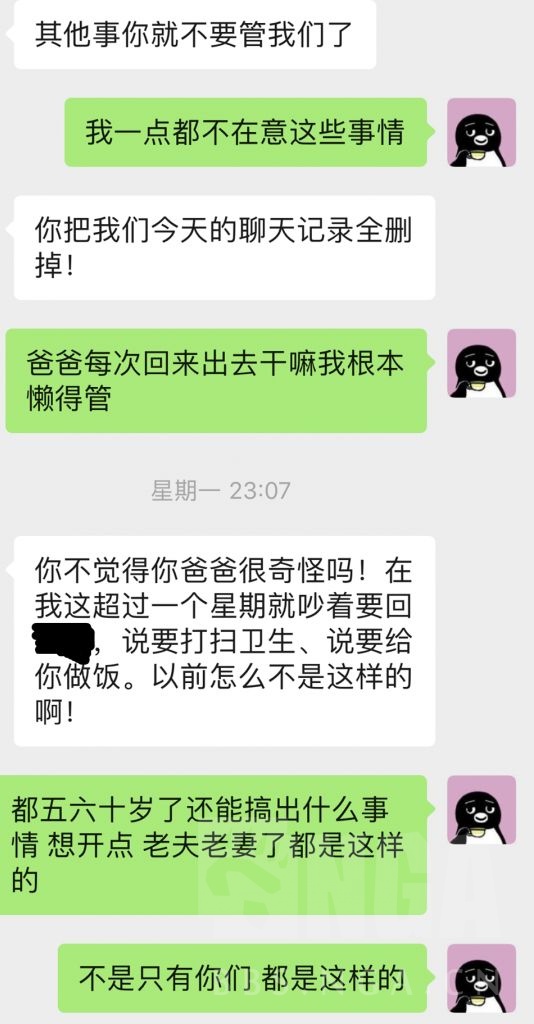 其他事你就不要管我们了
我一点都不在意这些事情
你把我们今天的聊天记录全删
掉！
爸爸每次回来出去干嘛我根本
懒得管
星期一 23:07
你不觉得你爸爸很奇怪吗！在
我这超过一个星期就吵着要回
，说要打扫卫生、说要给
你做饭。以前怎么不是这样的
啊！
都五六十岁了还能搞出什么事
情 想开点 老夫老妻了都是这样
的
NGA
不是只有你们 都是这样的
BBS.NGA.CN